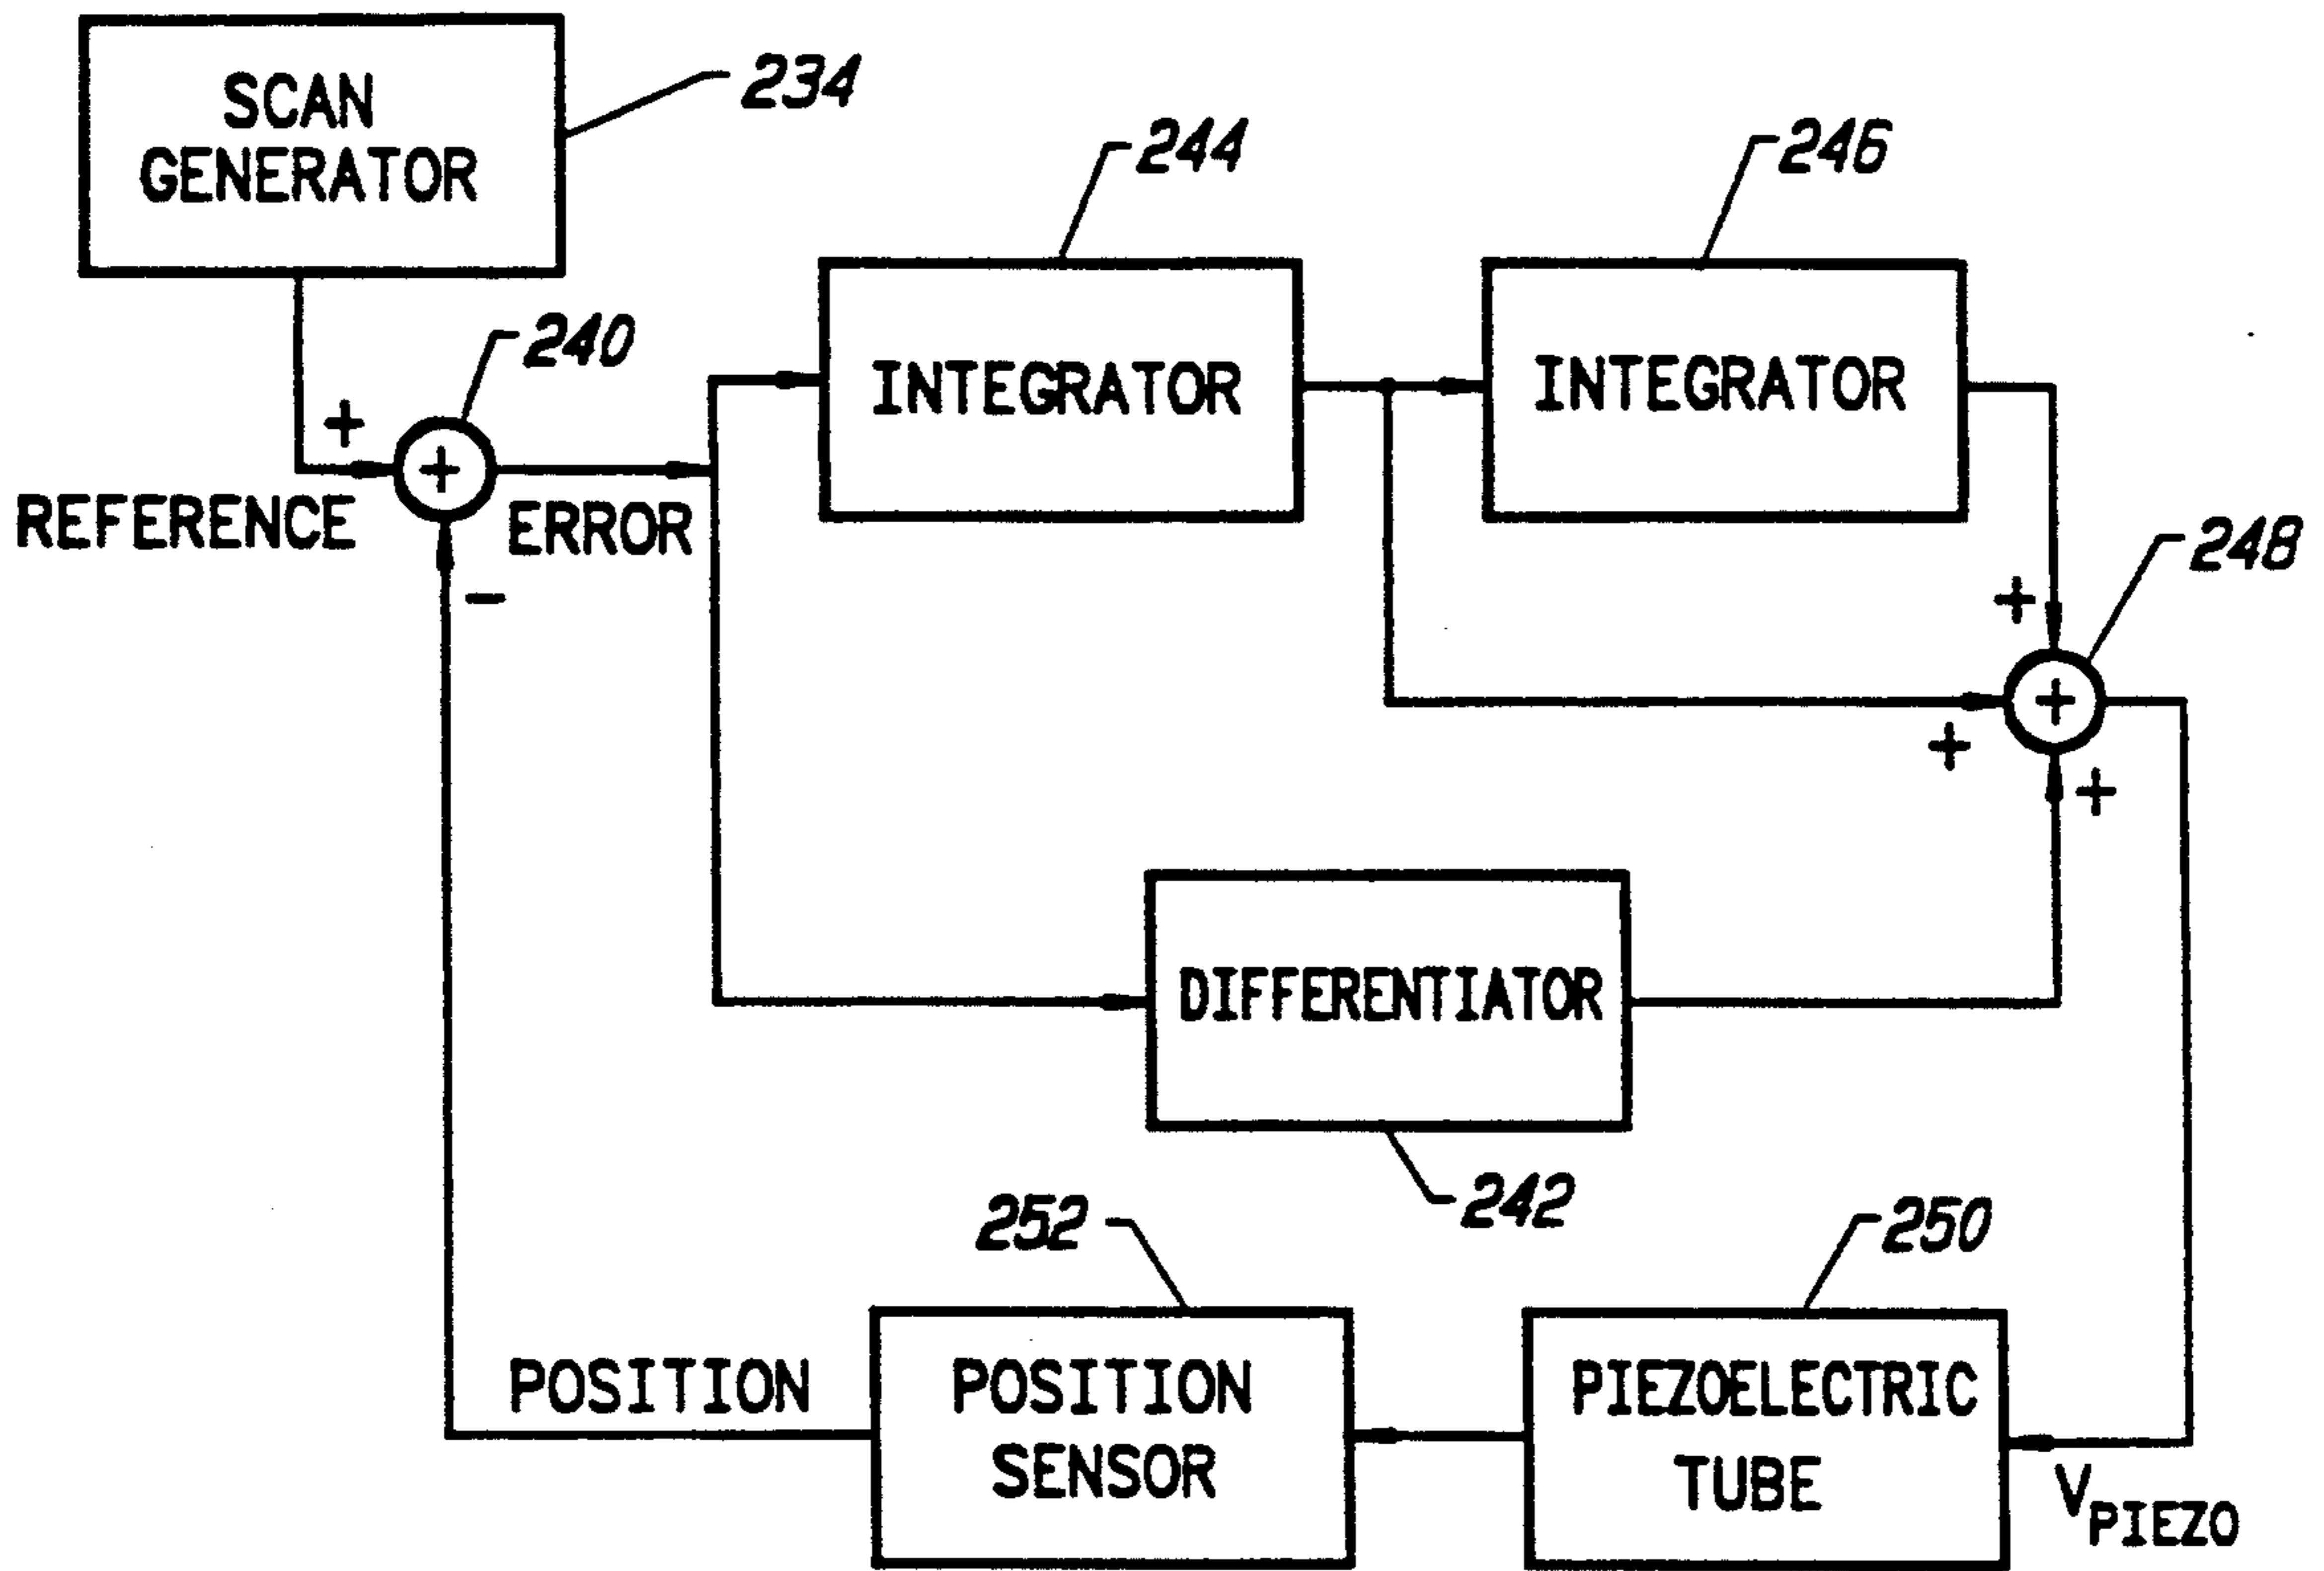 SCAN
GENERATOR
234
244
246
240
+
+
REFERENCE
ERROR
-
INTEGRATOR
INTEGRATOR
248
+
+
+
+
DIFFERENTIATOR
242
252
250
POSITION
POSITION
SENSOR
PIEZOELECTRIC
TUBE
VPIEZO